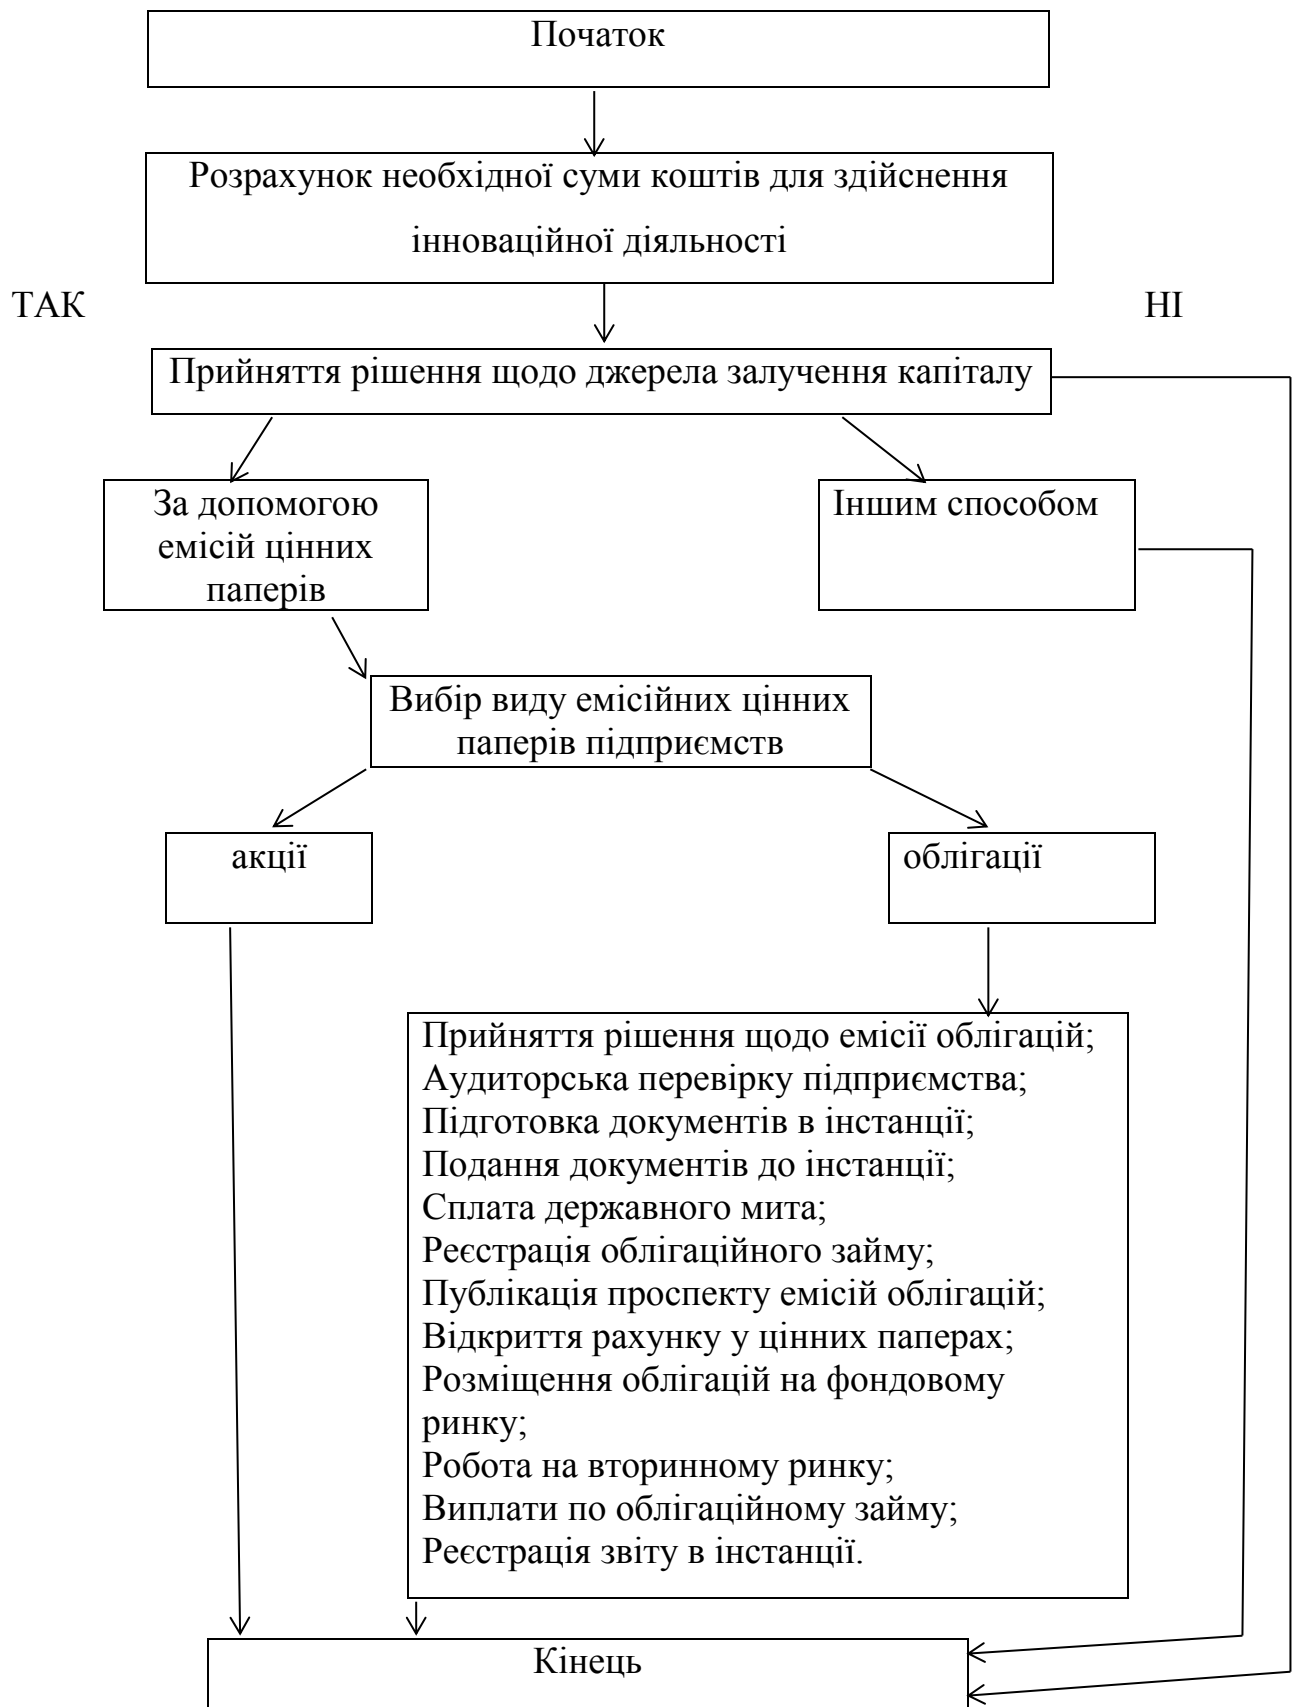 Початок
Розрахунок необхідної суми коштів для здійснення
інноваційної діяльності
ТАК
НІ
Прийняття рішення щодо джерела залучення капіталу
За допомогою
емісій цінних
паперів
Іншим способом
Вибір виду емісійних цінних
паперів підприємств
акції
облігації
Прийняття рішення щодо емісії облігацій;
Аудиторська перевірку підприємства;
Підготовка документів в інстанції;
Подання документів до інстанції;
Сплата державного мита;
Реєстрація облігаційного займу;
Публікація проспекту емісій облігацій;
Відкриття рахунку у цінних паперах;
Розміщення облігацій на фондовому
ринку;
Робота на вторинному ринку;
Виплати по облігаційному займу;
Реєстрація звіту в інстанції.
Кінець